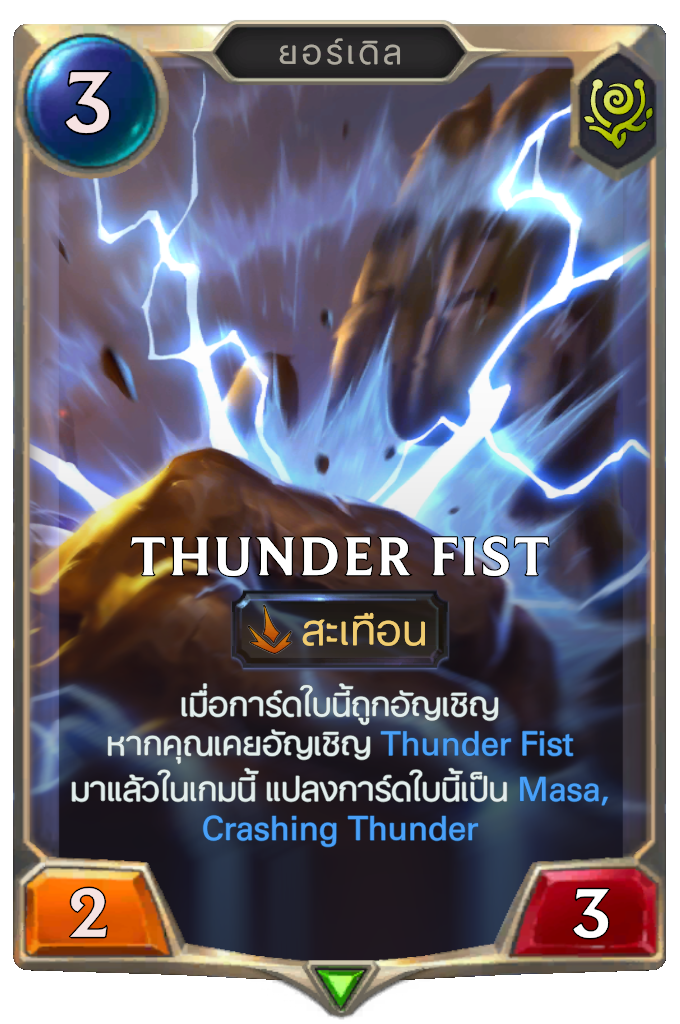 ยอร์เดิล
3
THUNDER FIST
สะเทือน
เมื่อการ์ดใบนี้ถูกอัญเชิญ
หากคุณเคยอัญเชิญ Thunder Fist
มาแล้วในเกมนี้ แปลงการ์ดใบนี้เป็น Masa,
Crashing Thunder
2
3